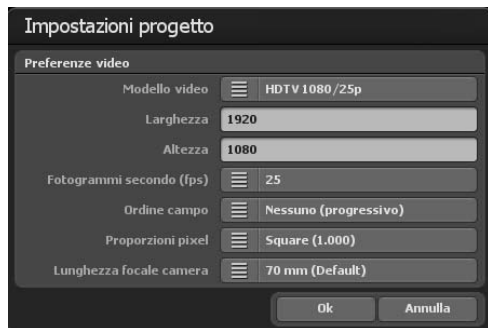 Impostazioni progetto
Preferenze video
Modello video HDTV 1080/25p
Larghezza 1920
Altezza 1080
Fotogrammi secondo (fps) 25
Ordine campo Nessuno (progressivo)
Proporzioni pixel Square (1.000)
Lunghezza focale camera 70 mm (Default)
Ok Annulla